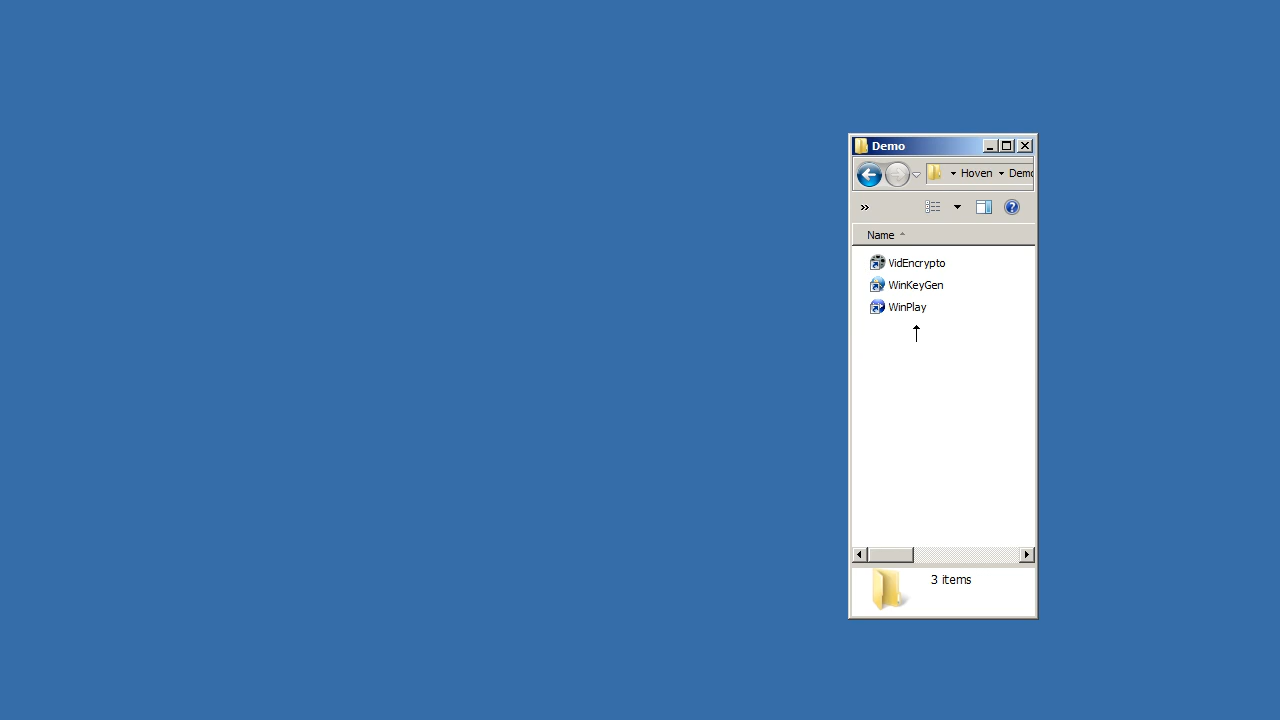 Demo
Hoven Demo
»
Name
VidEncrypto
WinKeyGen
WinPlay
3 items